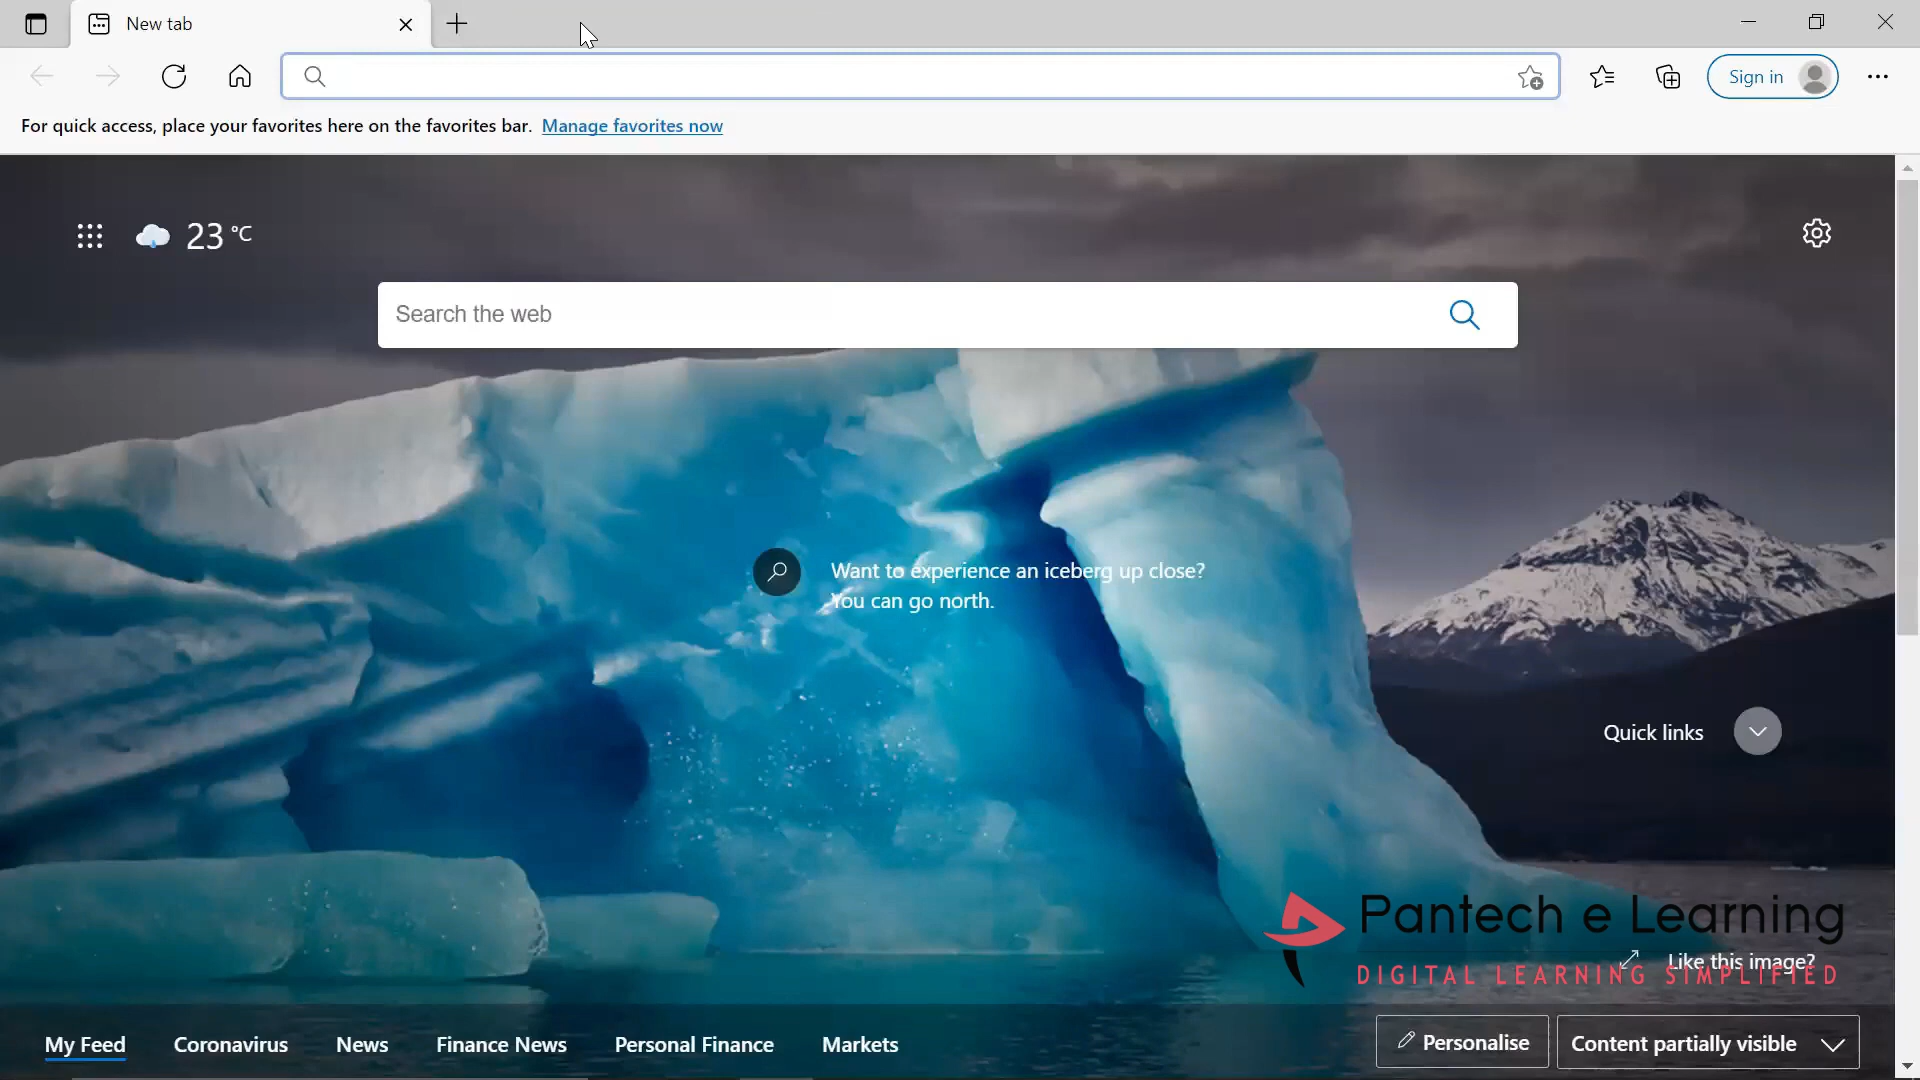 New tab
Sign in
For quick access, place your favorites here on the favorites bar. Manage favorites now
23 °C
Search the web
Want to experience an iceberg up close?
You can go north.
Quick links
Pantech e Learning
Like this image?
DIGITAL LEARNING SIMPLIFIED
My Feed
Coronavirus
News
Finance News
Personal Finance
Markets
Personalise
Content partially visible